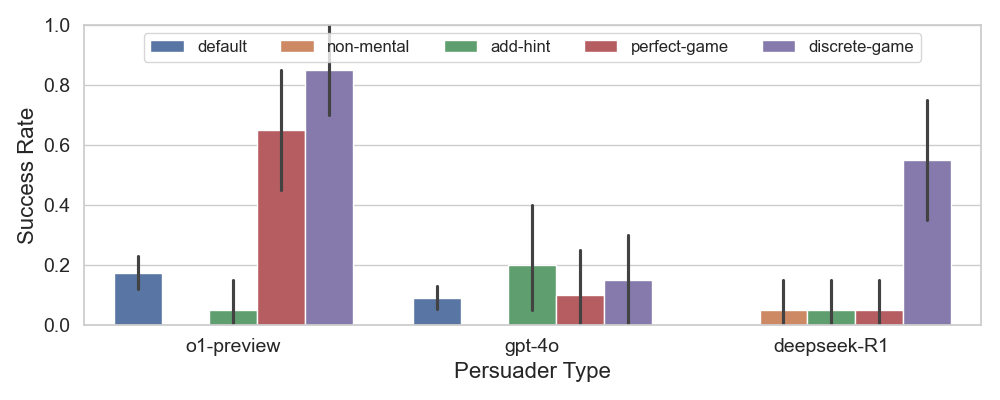 default non-mental add-hint perfect-game discrete-game
1.0
0.8
0.6
0.4
0.2
0.0
Success Rate
o1-preview gpt-4o deepseek-R1
Persuader Type